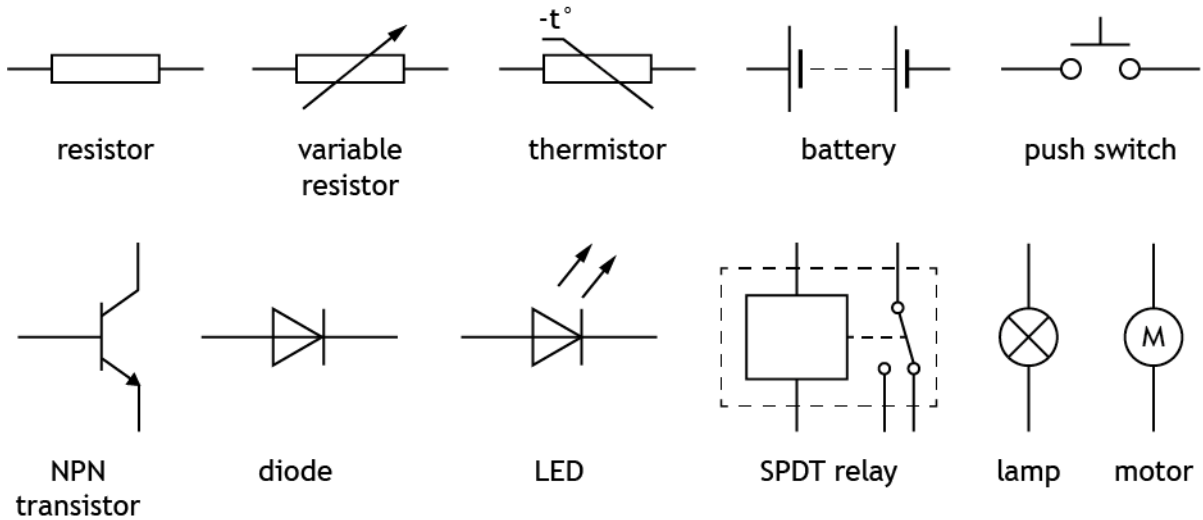 -t°
resistor
variable
resistor
thermistor
battery
push switch
M
NPN
transistor
diode
LED
SPDT relay
lamp
motor